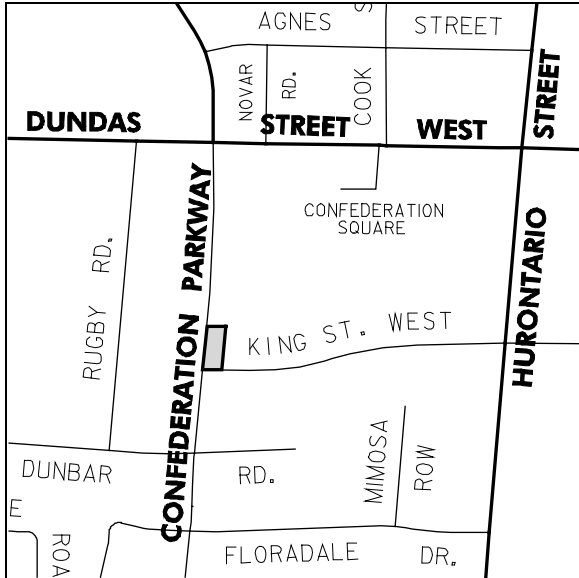 AGNES STREET
S
COOK
NOVAR RD.
STREET
DUNDAS STREET WEST
CONFEDERATION PARKWAY
CONFEDERATION
SQUARE
RUGBY RD.
HURONTARIO
KING ST. WEST
MIMOSA ROW
DUNBAR RD.
E
ROA
FLORADALE DR.